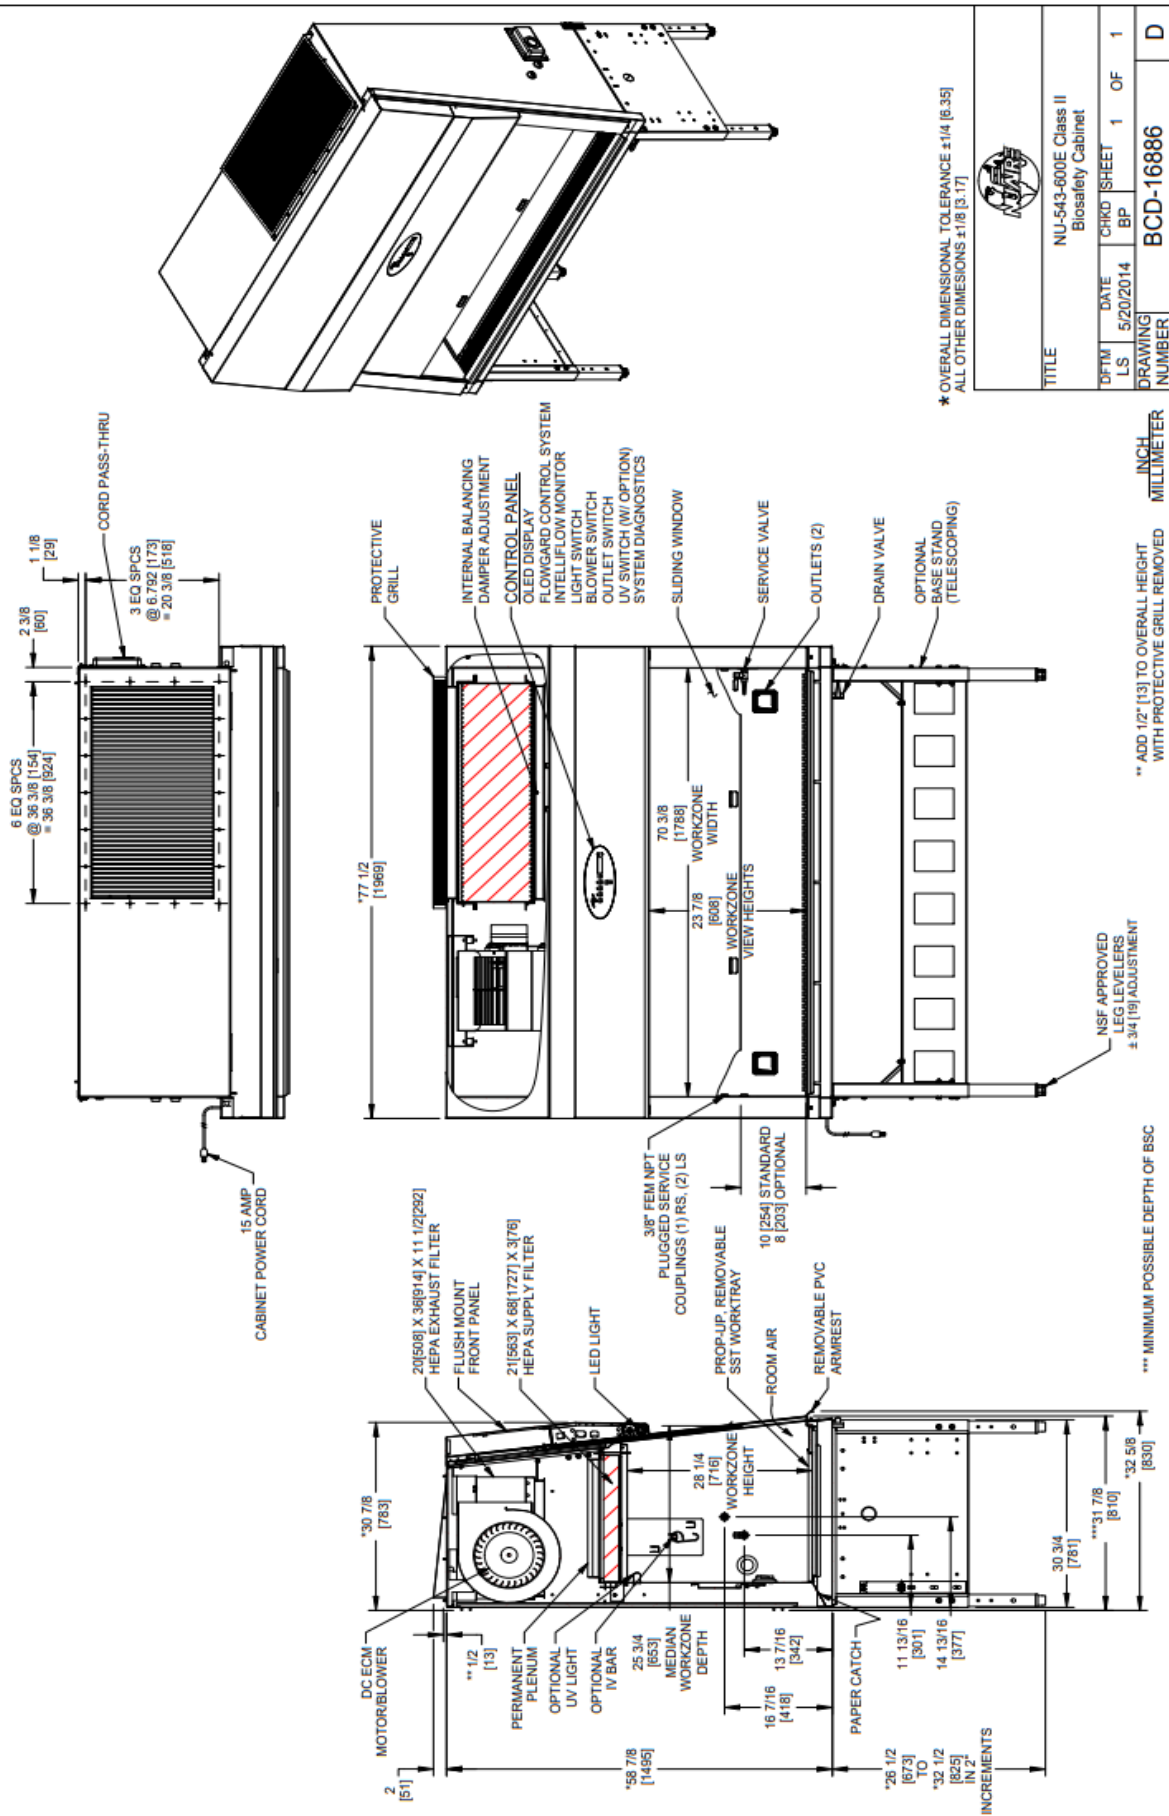 6 EQ SPCS
@ 36 3/8 [154]
= 36 3/8 [924]
2 3/8
[60]
1 1/8
[29]
3 EQ SPCS
@ 6.792 [173]
= 20 3/8 [518]
CORD PASS-THRU
15 AMP
CABINET POWER CORD
*77 1/2
[1969]
PROTECTIVE
GRILL
INTERNAL BALANCING
DAMPER ADJUSTMENT
CONTROL PANEL
OLED DISPLAY
FLOWGARD CONTROL SYSTEM
INTELLIFLOW MONITOR
LIGHT SWITCH
BLOWER SWITCH
OUTLET SWITCH
UV SWITCH (W/ OPTION)
SYSTEM DIAGNOSTICS
SLIDING WINDOW
SERVICE VALVE
OUTLETS (2)
DRAIN VALVE
OPTIONAL
BASE STAND
(TELESCOPING)
70 3/8
[1788]
WORKZONE
WIDTH
23 7/8
[608]
WORKZONE
VIEW HEIGHTS
3/8" FEM NPT
PLUGGED SERVICE
COUPLINGS (1) RS, (2) LS
10 [254] STANDARD
8 [203] OPTIONAL
NSF APPROVED
LEG LEVELERS
± 3/4 [19] ADJUSTMENT
** ADD 1/2" [13] TO OVERALL HEIGHT
WITH PROTECTIVE GRILL REMOVED
INCH
MILLIMETER
20[508] X 36[914] X 11 1/2[292]
HEPA EXHAUST FILTER
FLUSH MOUNT
FRONT PANEL
21[563] X 68[1727] X 3[76]
HEPA SUPPLY FILTER
LED LIGHT
PROP-UP, REMOVABLE
SST WORKTRAY
ROOM AIR
REMOVABLE PVC
ARMREST
*30 7/8
[783]
28 1/4
[716]
WORKZONE
HEIGHT
DC ECM
MOTOR/BLOWER
** 1/2
[13]
2
[51]
PERMANENT
PLENUM
OPTIONAL
UV LIGHT
OPTIONAL
IV BAR
25 3/4
[653]
MEDIAN
WORKZONE
DEPTH
13 7/16
[342]
16 7/16
[418]
*58 7/8
[1495]
PAPER CATCH
11 13/16
[301]
14 13/16
[377]
*26 1/2
[673]
TO
*32 1/2
[825]
IN 2"
INCREMENTS
30 3/4
[781]
***31 7/8
[810]
*32 5/8
[830]
*** MINIMUM POSSIBLE DEPTH OF BSC
* OVERALL DIMENSIONAL TOLERANCE ±1/4 [6.35]
ALL OTHER DIMESIONS ±1/8 [3.17]
NUAIRE
TITLE
NU-543-600E Class II
Biosafety Cabinet
DFTM DATE CHKD SHEET 1 OF 1
LS 5/20/2014 BP
DRAWING
NUMBER
BCD-16886 D